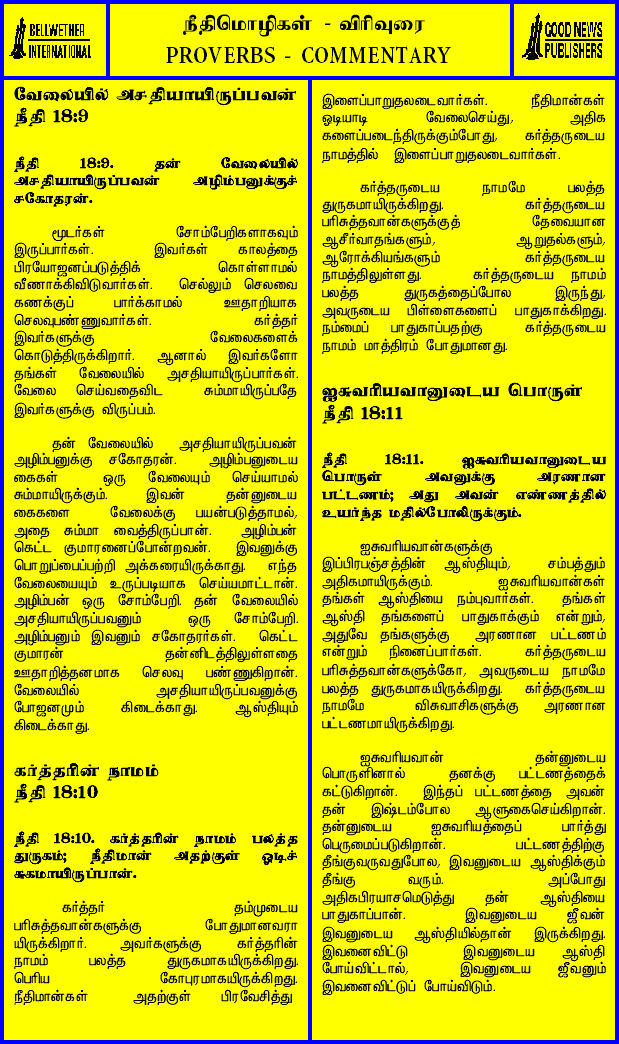 BELLWETHER
INTERNATIONAL
நீதிமொழிகள் - விரிவுரை
PROVERBS - COMMENTARY
GOOD NEWS
PUBLISHERS
வேலையில் அசதியாயிருப்பவன்
நீதி 18:9
நீதி 18:9. தன் வேலையில்
அசதியாயிருப்பவன் அழிம்பனுக்குச்
சகோதரன்.
மூடர்கள் சோம்பேறிகளாகவும்
இருப்பார்கள். இவர்கள் காலத்தை
பிரயோஜனப்படுத்திக் கொள்ளாமல்
வீணாக்கிவிடுவார்கள். செல்லும் செலவை
கணக்குப் பார்க்காமல் ஊதாறியாக
செலவுபண்ணுவார்கள். கர்த்தர்
இவர்களுக்கு வேலைகளைக்
கொடுத்திருக்கிறார். ஆனால் இவர்களோ
தங்கள் வேலையில் அசதியாயிருப்பார்கள்.
வேலை செய்வதைவிட சும்மாயிருப்பதே
இவர்களுக்கு விருப்பம்.
தன் வேலையில் அசதியாயிருப்பவன்
அழிம்பனுக்கு சகோதரன். அழிம்பனுடைய
கைகள் ஒரு வேலையும் செய்யாமல்
சும்மாயிருக்கும். இவன் தன்னுடைய
கைகளை வேலைக்கு பயன்படுத்தாமல்,
அதை சும்மா வைத்திருப்பான். அழிம்பன்
கெட்ட குமாரனைப்போன்றவன். இவனுக்கு
பொறுப்பைப்பற்றி அக்கரையிருக்காது. எந்த
வேலையையும் உருப்படியாக செய்யமாட்டான்.
அழிம்பன் ஒரு சோம்பேறி. தன் வேலையில்
அசதியாயிருப்பவனும் ஒரு சோம்பேறி.
அழிம்பனும் இவனும் சகோதரர்கள். கெட்ட
குமாரன் தன்னிடத்திலுள்ளதை
ஊதாறித்தனமாக செலவு பண்ணுகிறான்.
வேலையில் அசதியாயிருப்பவனுக்கு
போஜனமும் கிடைக்காது. ஆஸ்தியும்
கிடைக்காது.
கர்த்தரின் நாமம்
நீதி 18:10
நீதி 18:10. கர்த்தரின் நாமம் பலத்த
துருகம்; நீதிமான் அதற்குள் ஓடிச்
சுகமாயிருப்பான்.
கர்த்தர் தம்முடைய
பரிசுத்தவான்களுக்கு போதுமானவரா
யிருக்கிறார். அவர்களுக்கு கர்த்தரின்
நாமம் பலத்த துருகமாகயிருக்கிறது.
பெரிய கோபுரமாகயிருக்கிறது.
நீதிமான்கள் அதற்குள் பிரவேசித்து
இளைப்பாறுதலடைவார்கள். நீதிமான்கள்
ஓடியாடி வேலைசெய்து, அதிக
களைப்படைந்திருக்கும்போது, கர்த்தருடைய
நாமத்தில் இளைப்பாறுதலடைவார்கள்.
கர்த்தருடைய நாமமே பலத்த
துருகமாயிருக்கிறது. கர்த்தருடைய
பரிசுத்தவான்களுக்குத் தேவையான
ஆசீர்வாதங்களும், ஆறுதல்களும்,
ஆரோக்கியங்களும் கர்த்தருடைய
நாமத்திலுள்ளது. கர்த்தருடைய நாமம்
பலத்த துருகத்தைப்போல இருந்து,
அவருடைய பிள்ளைகளைப் பாதுகாக்கிறது.
நம்மைப் பாதுகாப்பதற்கு கர்த்தருடைய
நாமம் மாத்திரம் போதுமானது.
ஐசுவரியவானுடைய பொருள்
நீதி 18:11
நீதி 18:11. ஐசுவரியவானுடைய
பொருள் அவனுக்கு அரணான
பட்டணம்; அது அவன் எண்ணத்தில்
உயர்ந்த மதில்போலிருக்கும்.
ஐசுவரியவான்களுக்கு
இப்பிரபஞ்சத்தின் ஆஸ்தியும், சம்பத்தும்
அதிகமாயிருக்கும். ஐசுவரியவான்கள்
தங்கள் ஆஸ்தியை நம்புவார்கள். தங்கள்
ஆஸ்தி தங்களைப் பாதுகாக்கும் என்றும்,
அதுவே தங்களுக்கு அரணான பட்டணம்
என்றும் நினைப்பார்கள். கர்த்தருடைய
பரிசுத்தவான்களுக்கோ, அவருடைய நாமமே
பலத்த துருகமாகயிருக்கிறது. கர்த்தருடைய
நாமமே விசுவாசிகளுக்கு அரணான
பட்டணமாயிருக்கிறது.
ஐசுவரியவான் தன்னுடைய
பொருளினால் தனக்கு பட்டணத்தைக்
கட்டுகிறான். இந்தப் பட்டணத்தை அவன்
தன் இஷ்டம்போல ஆளுகைசெய்கிறான்.
தன்னுடைய ஐசுவரியத்தைப் பார்த்து
பெருமைப்படுகிறான். பட்டணத்திற்கு
தீங்குவருவதுபோல, இவனுடைய ஆஸ்திக்கும்
தீங்கு வரும். அப்போது
அதிகபிரயாசமெடுத்து தன் ஆஸ்தியை
பாதுகாப்பான். இவனுடைய ஜீவன்
இவனுடைய ஆஸ்தியில்தான் இருக்கிறது.
இவனைவிட்டு இவனுடைய ஆஸ்தி
போய்விட்டால், இவனுடைய ஜீவனும்
இவனைவிட்டுப் போய்விடும்.